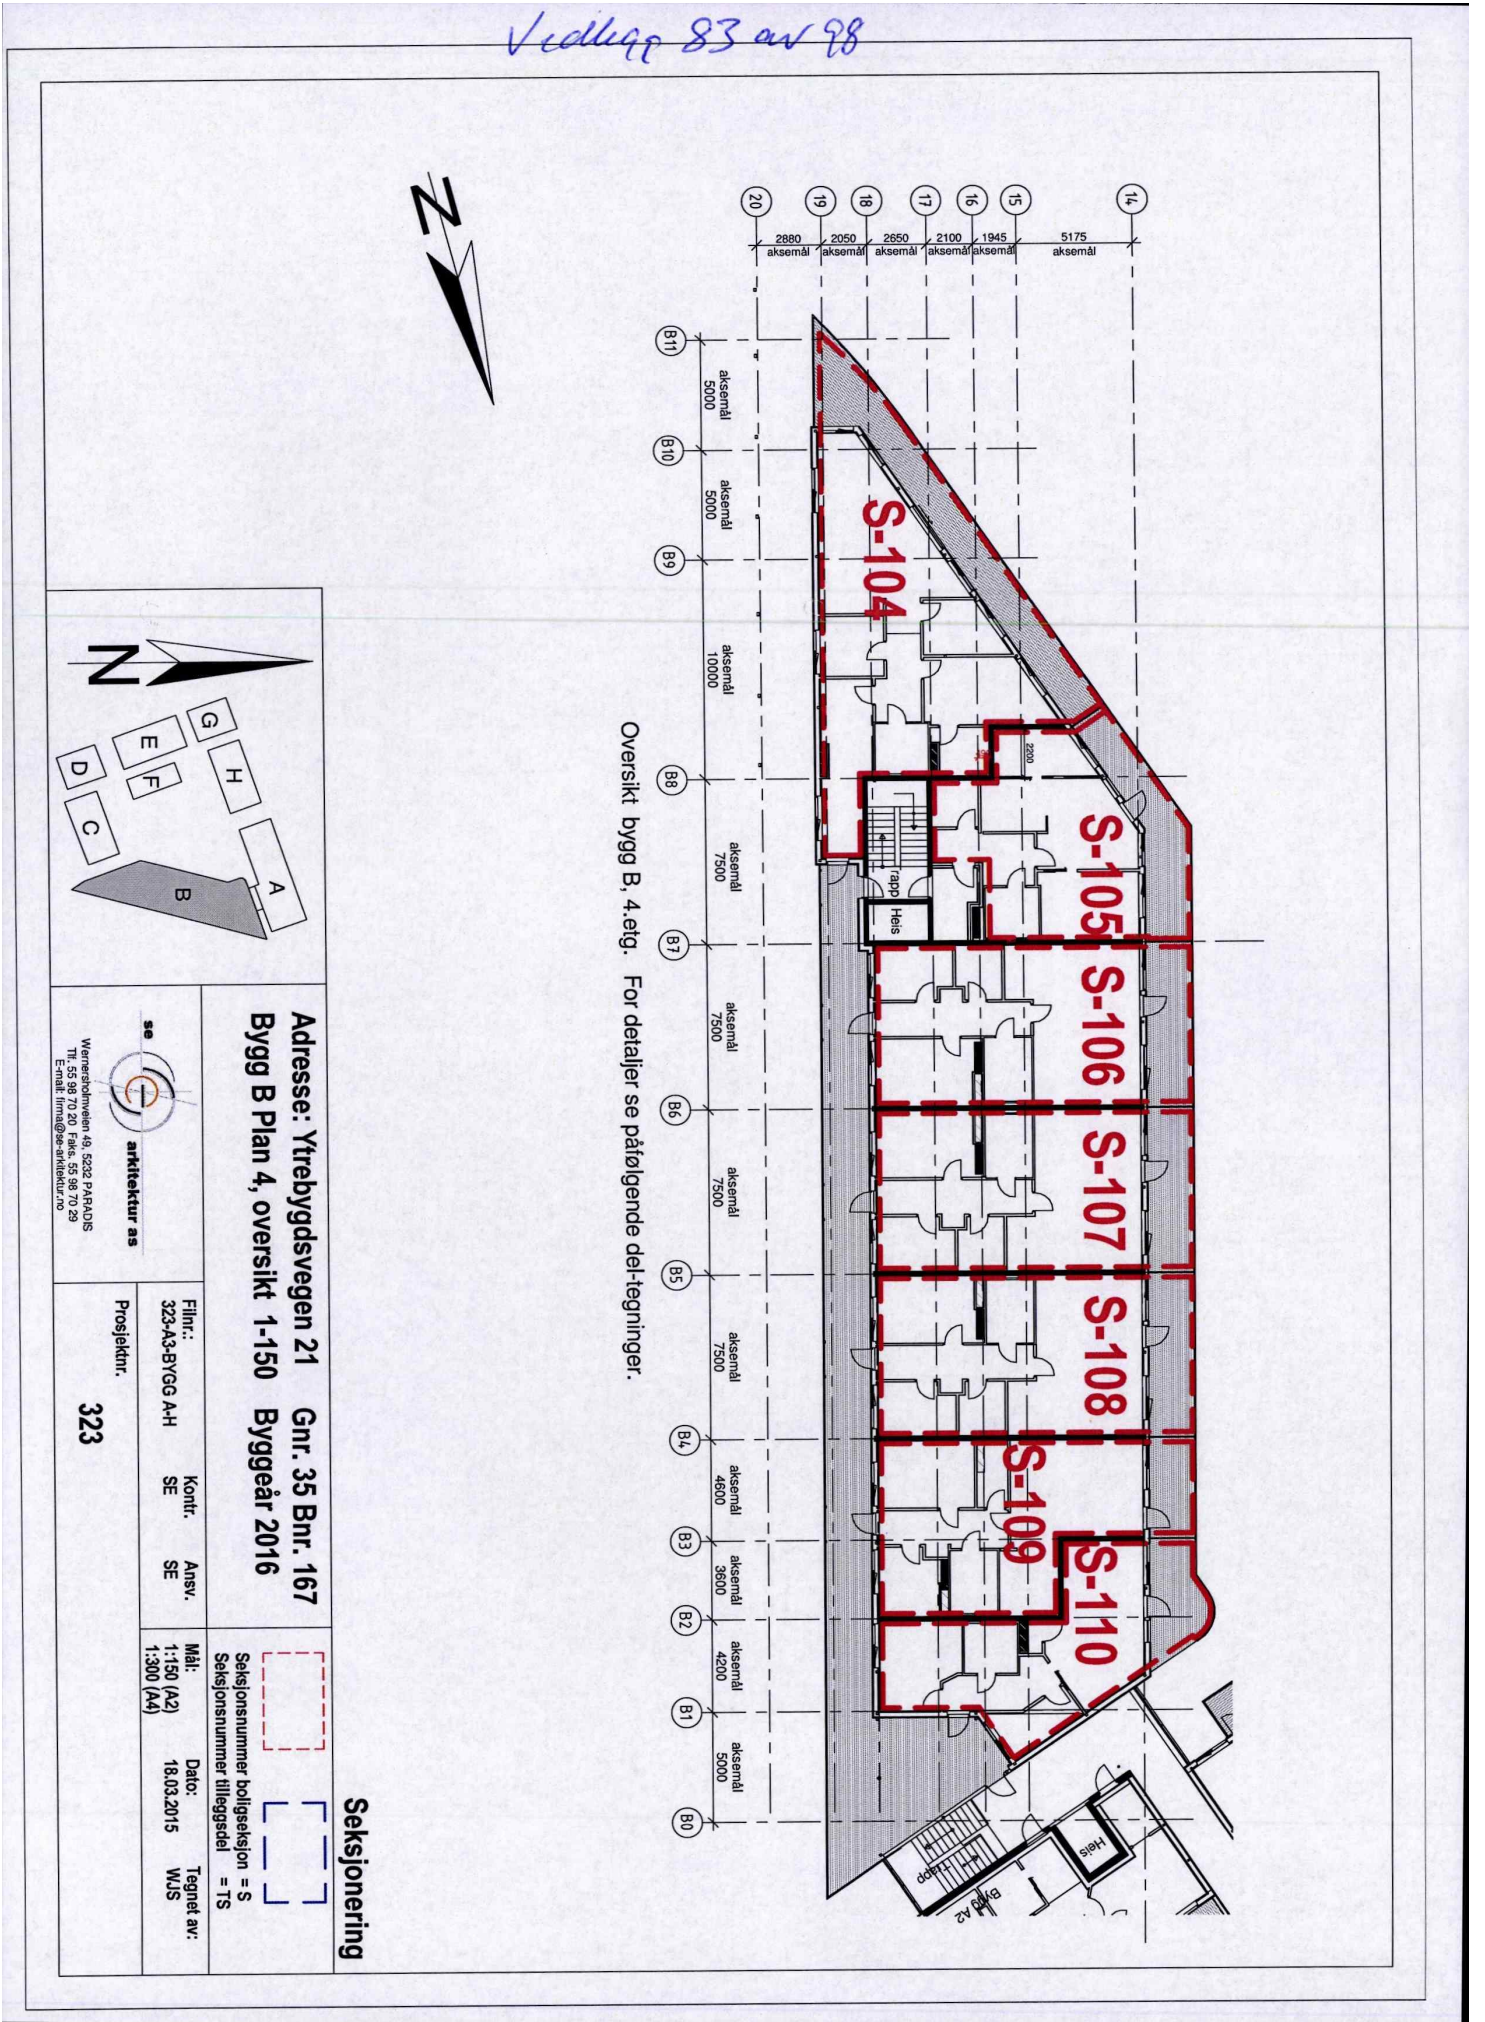 Vedlegg 83 av 98
14
15
16
17
18
19
20
5175
aksemål
1945
aksemål
2100
aksemål
2650
aksemål
2050
aksemål
2880
aksemål
S-104
S-105
S-106
S-107
S-108
S-109
S-110
2200
Trapp
Heis
Heis
Trapp
Bygg A2
B11
B10
B9
B8
B7
B6
B5
B4
B3
B2
B1
B0
aksemål
5000
aksemål
5000
aksemål
10000
aksemål
7500
aksemål
7500
aksemål
7500
aksemål
7500
aksemål
4600
aksemål
3600
aksemål
4200
aksemål
5000
Oversikt bygg B, 4.etg. For detaljer se påfølgende del-tegninger.
N
Seksjonering
N
A
B
C
D
E
F
G
H
Adresse: Ytrebygdsvegen 21 Gnr. 35 Bnr. 167
Bygg B Plan 4, oversikt 1-150 Byggeår 2016
Seksjonsnummer boligseksjon = S
Seksjonsnummer tilleggsdel = TS
se
arkitektur as
Wernersholmveien 49, 5232 PARADIS
Tlf. 55 98 70 20 Faks. 55 98 70 29
E-mail: firma@se-arkitektur.no
Filnr.:
323-A3-BYGG A-H
Kontr.
SE
Ansv.
SE
Mål:
1:150 (A2)
1:300 (A4)
Dato:
18.03.2015
Tegnet av:
WJS
Prosjektnr.
323